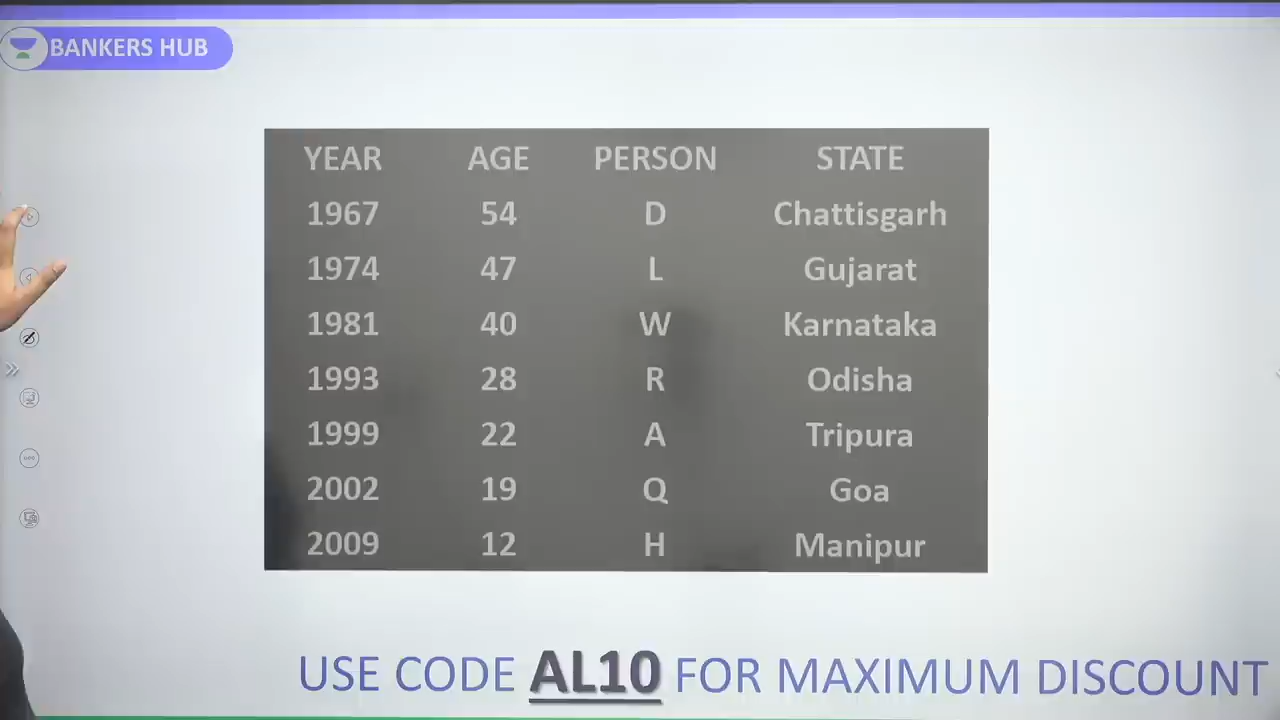 BANKERS HUB
YEAR AGE PERSON STATE
1967 54 D Chattisgarh
1974 47 L Gujarat
1981 40 W Karnataka
1993 28 R Odisha
1999 22 A Tripura
2002 19 Q Goa
2009 12 H Manipur
USE CODE AL10 FOR MAXIMUM DISCOUNT